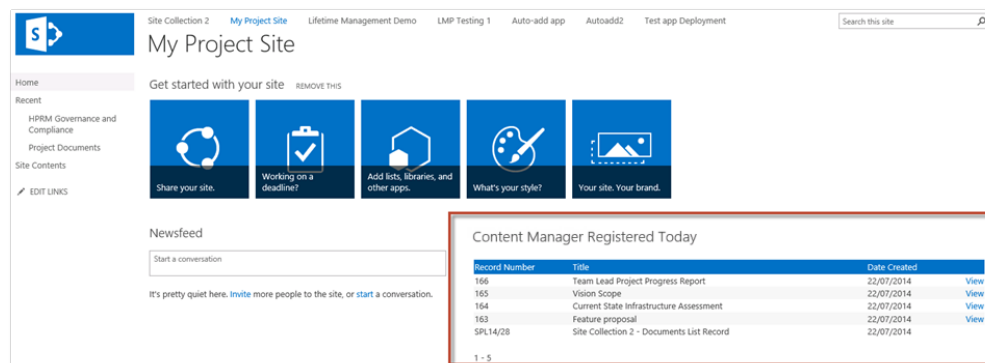 Site Collection 2 My Project Site Lifetime Management Demo LMP Testing 1 Auto-add app Autoadd2 Test app Deployment
Search this site
S
My Project Site
Home
Recent
HPRM Governance and
Compliance
Project Documents
Site Contents
EDIT LINKS
Get started with your site REMOVE THIS
Share your site.
Working on a
deadline?
Add lists, libraries, and
other apps.
What's your style?
Your site. Your brand.
Newsfeed
Start a conversation
It's pretty quiet here. Invite more people to the site, or start a conversation.
Content Manager Registered Today
Record Number Title Date Created
166 Team Lead Project Progress Report 22/07/2014 View
165 Vision Scope 22/07/2014 View
164 Current State Infrastructure Assessment 22/07/2014 View
163 Feature proposal 22/07/2014 View
SPL14/28 Site Collection 2 - Documents List Record 22/07/2014
1 - 5